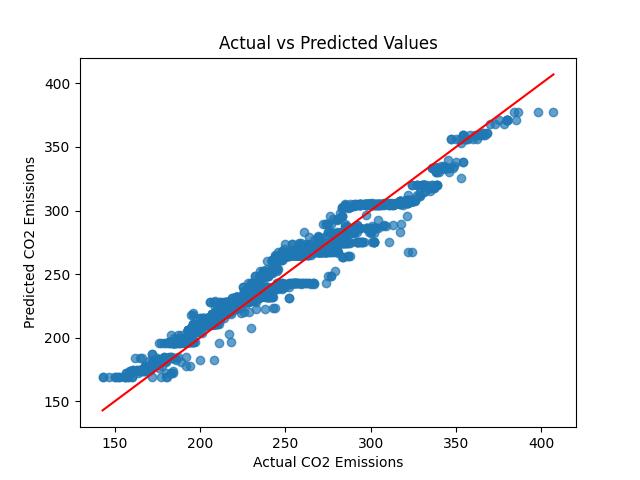 Actual vs Predicted Values
400
350
300
250
200
150
Predicted CO2 Emissions
150 200 250 300 350 400
Actual CO2 Emissions